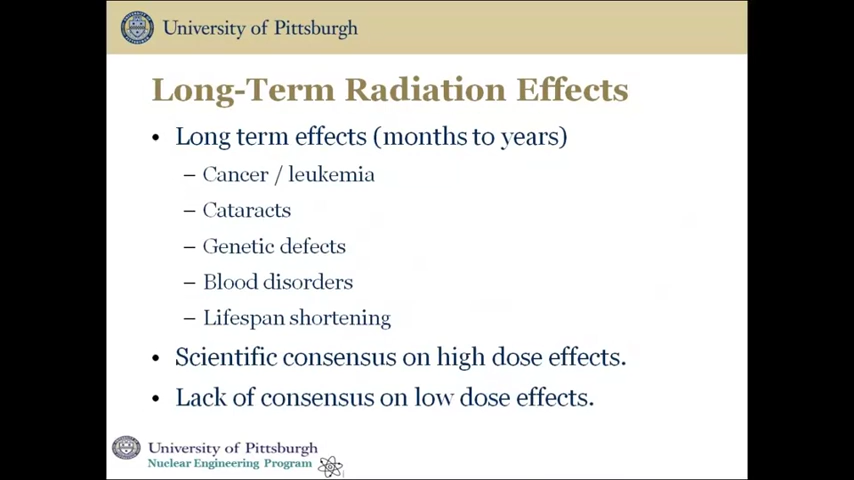 University of Pittsburgh
Long-Term Radiation Effects
• Long term effects (months to years)
– Cancer / leukemia
– Cataracts
– Genetic defects
– Blood disorders
– Lifespan shortening
• Scientific consensus on high dose effects.
• Lack of consensus on low dose effects.
University of Pittsburgh
Nuclear Engineering Program